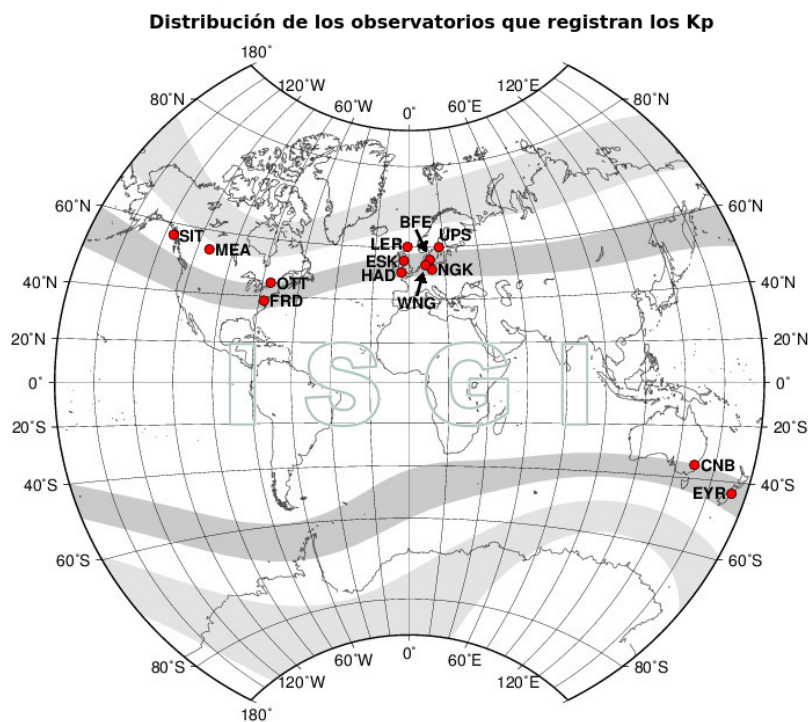 Distribución de los observatorios que registran los Kp
180˚
180˚
120˚W
120˚E
60˚W
0˚
60˚E
80˚N
80˚N
60˚N
60˚N
BFE
SIT
LER
UPS
MEA
ESK
HAD
NGK
40˚N
40˚N
OTT
FRD
WNG
20˚N
20˚N
I S G I
0˚
0˚
20˚S
20˚S
CNB
40˚S
EYR
40˚S
60˚S
60˚S
80˚S
80˚S
60˚W
0˚
60˚E
120˚W
120˚E
180˚
180˚